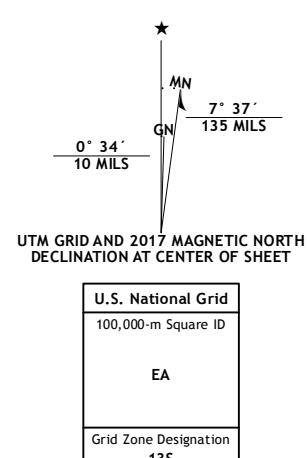 MN
GN
7° 37´
135 MILS
0° 34´
10 MILS
UTM GRID AND 2017 MAGNETIC NORTH
DECLINATION AT CENTER OF SHEET
U.S. National Grid
100,000-m Square ID
EA
Grid Zone Designation
13S